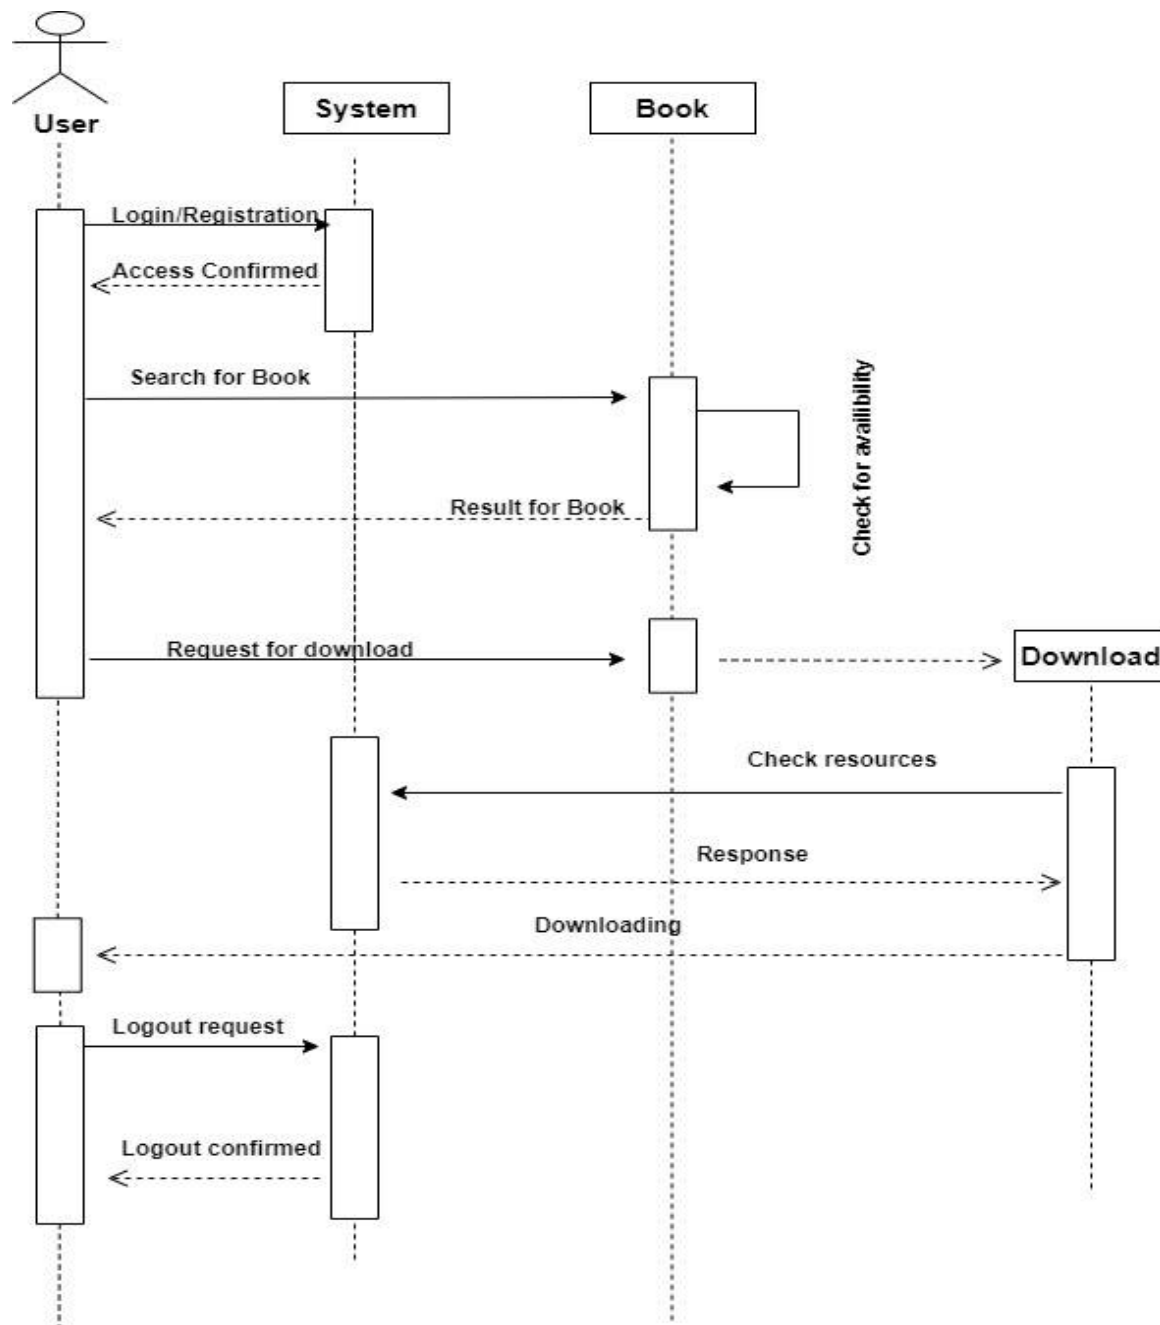 User
System
Book
Login/Registration
Access Confirmed
Search for Book
Check for availibility
Result for Book
Request for download
Download
Check resources
Response
Downloading
Logout request
Logout confirmed